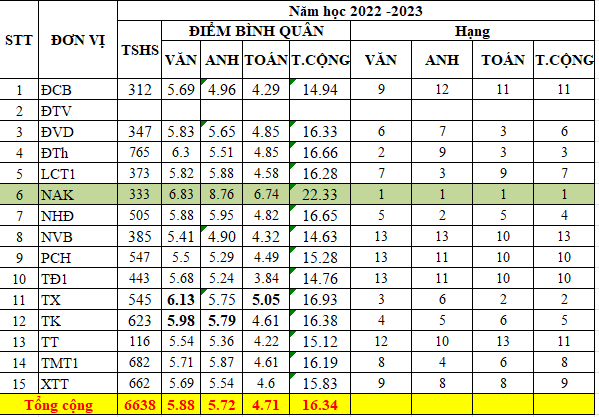 Năm học 2022 -2023
STT ĐƠN VỊ TSHS ĐIỂM BÌNH QUÂN Hạng
VĂN ANH TOÁN T.CỘNG VĂN ANH TOÁN T.CỘNG
1 ĐCB 312 5.69 4.96 4.29 14.94 9 12 11 11
2 ĐTV
3 ĐVD 347 5.83 5.65 4.85 16.33 6 7 3 6
4 ĐTh 765 6.3 5.51 4.85 16.66 2 9 3 3
5 LCT1 373 5.82 5.88 4.58 16.28 7 3 9 7
6 NAK 333 6.83 8.76 6.74 22.33 1 1 1 1
7 NHĐ 505 5.88 5.95 4.82 16.65 5 2 5 4
8 NVB 385 5.41 4.90 4.32 14.63 13 13 10 13
9 PCH 547 5.5 5.29 4.49 15.28 13 11 10 10
10 TĐ1 443 5.68 5.24 3.84 14.76 13 11 10 10
11 TX 545 6.13 5.75 5.05 16.93 3 6 2 2
12 TK 623 5.98 5.79 4.61 16.38 4 5 6 5
13 TT 116 5.54 5.36 4.22 15.12 12 10 13 11
14 TMT1 682 5.71 5.87 4.61 16.19 8 4 6 8
15 XTT 662 5.69 5.54 4.6 15.83 9 8 8 9
Tổng cộng 6638 5.88 5.72 4.71 16.34